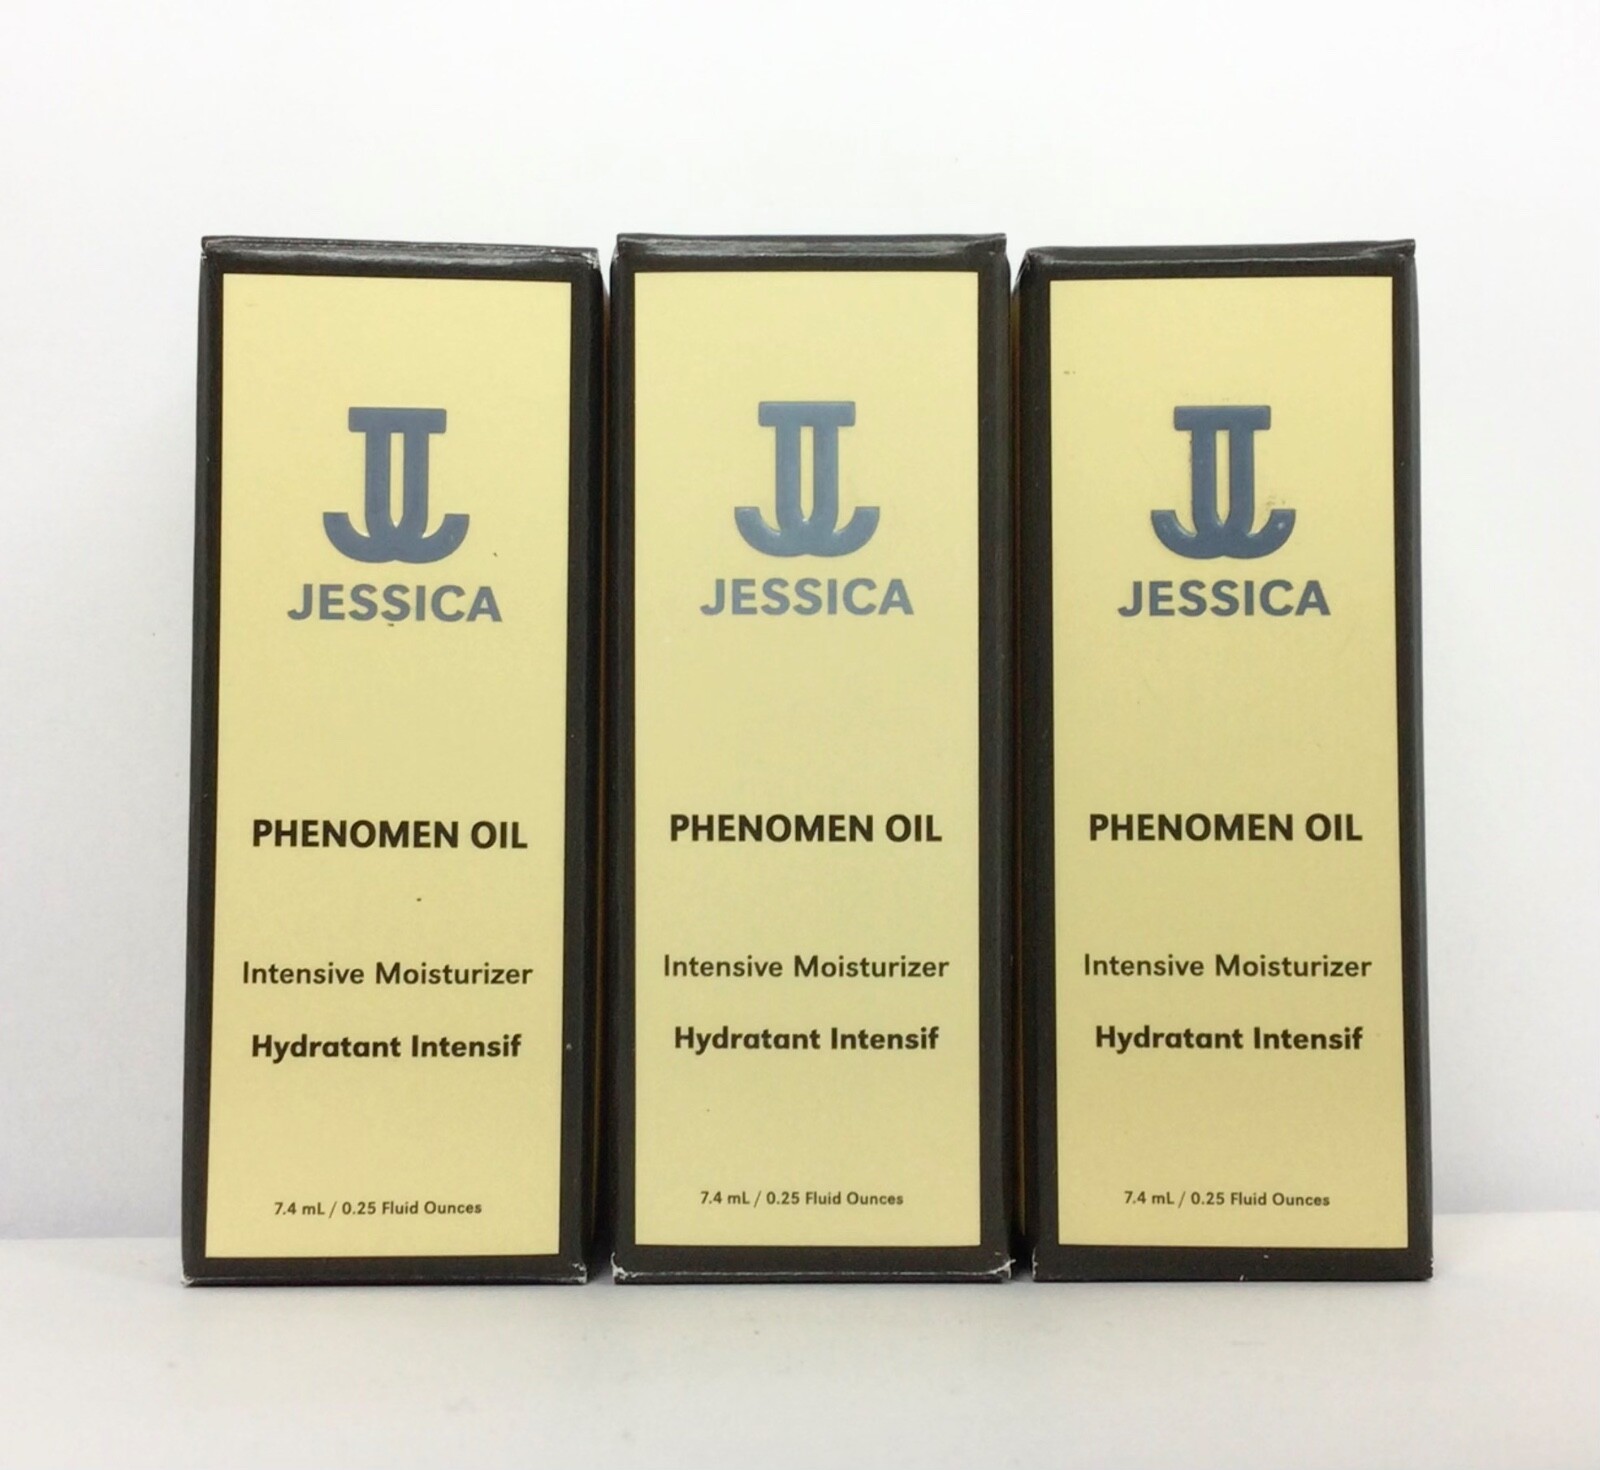 JESSICA
PHENOMEN OIL
Intensive Moisturizer
Hydratant Intensif
7.4 mL / 0.25 Fluid Ounces
JESSICA
PHENOMEN OIL
Intensive Moisturizer
Hydratant Intensif
7.4 mL / 0.25 Fluid Ounces
JESSICA
PHENOMEN OIL
Intensive Moisturizer
Hydratant Intensif
7.4 mL / 0.25 Fluid Ounces